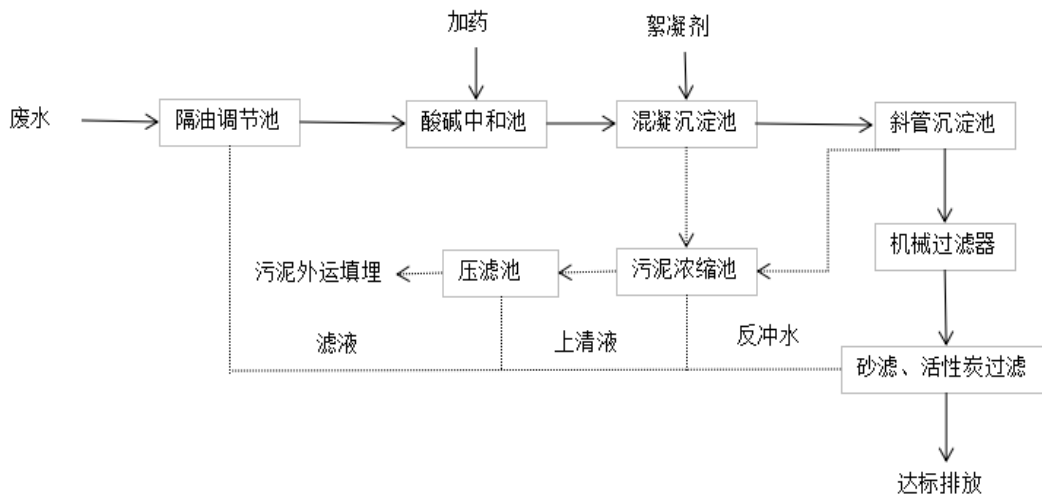 加药
絮凝剂
废水
隔油调节池
酸碱中和池
混凝沉淀池
斜管沉淀池
机械过滤器
污泥外运填埋
压滤池
污泥浓缩池
滤液
上清液
反冲水
砂滤、活性炭过滤
达标排放